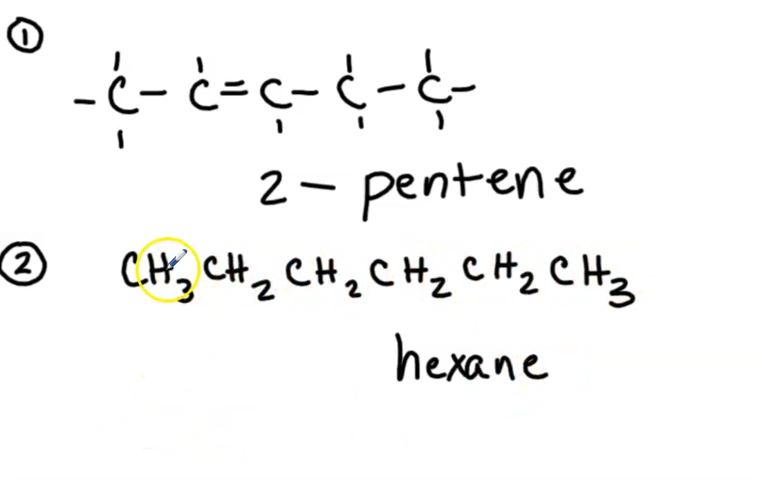 ①
- C - C = C - C - C -
2 - pentene
②
CH₃CH₂CH₂CH₂CH₂CH₃
hexane